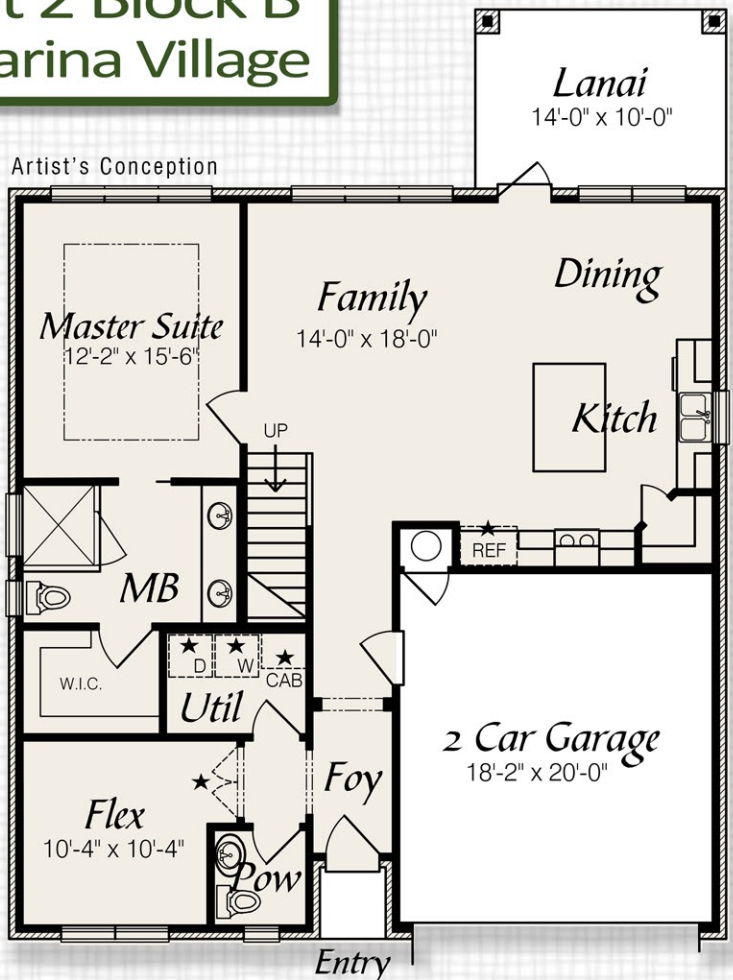 2 Block B
Village
Lanai
14'-0" x 10'-0"
Artist's Conception
Dining
Family
14'-0" x 18'-0"
Master Suite
12'-2" x 15'-6"
Kitch
UP
REF
MB
D
W
CAB
W.I.C.
Util
2 Car Garage
18'-2" x 20'-0"
Foy
Flex
10'-4" x 10'-4"
Pow
Entry